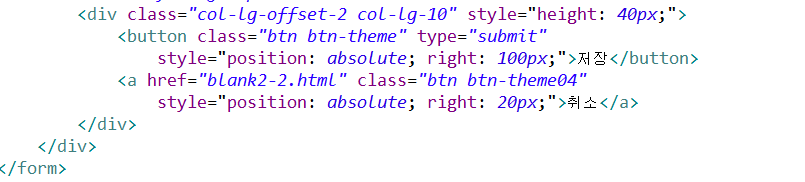 <div class="col-lg-offset-2 col-lg-10" style="height: 40px;">
<button class="btn btn-theme" type="submit"
style="position: absolute; right: 100px;">저장</button>
<a href="blank2-2.html" class="btn btn-theme04"
style="position: absolute; right: 20px;">취소</a>
</div>
</div>
</form>